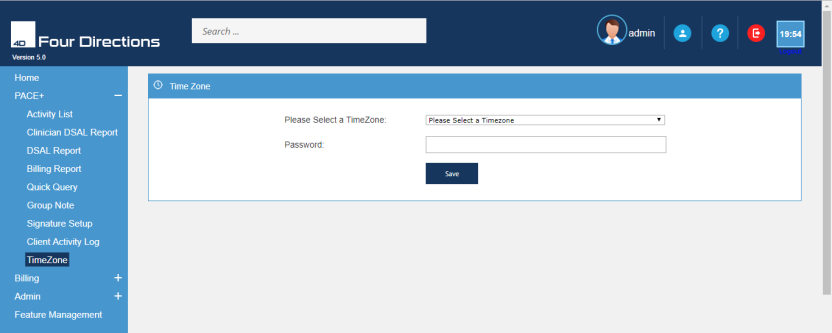 4D Four Directions
Version 5.0
Search ...
admin
?
19:54
Home
PACE+
Activity List
Clinician DSAL Report
DSAL Report
Billing Report
Quick Query
Group Note
Signature Setup
Client Activity Log
TimeZone
Billing
Admin
Feature Management
Time Zone
Please Select a TimeZone:
Please Select a Timezone
Password:
Save